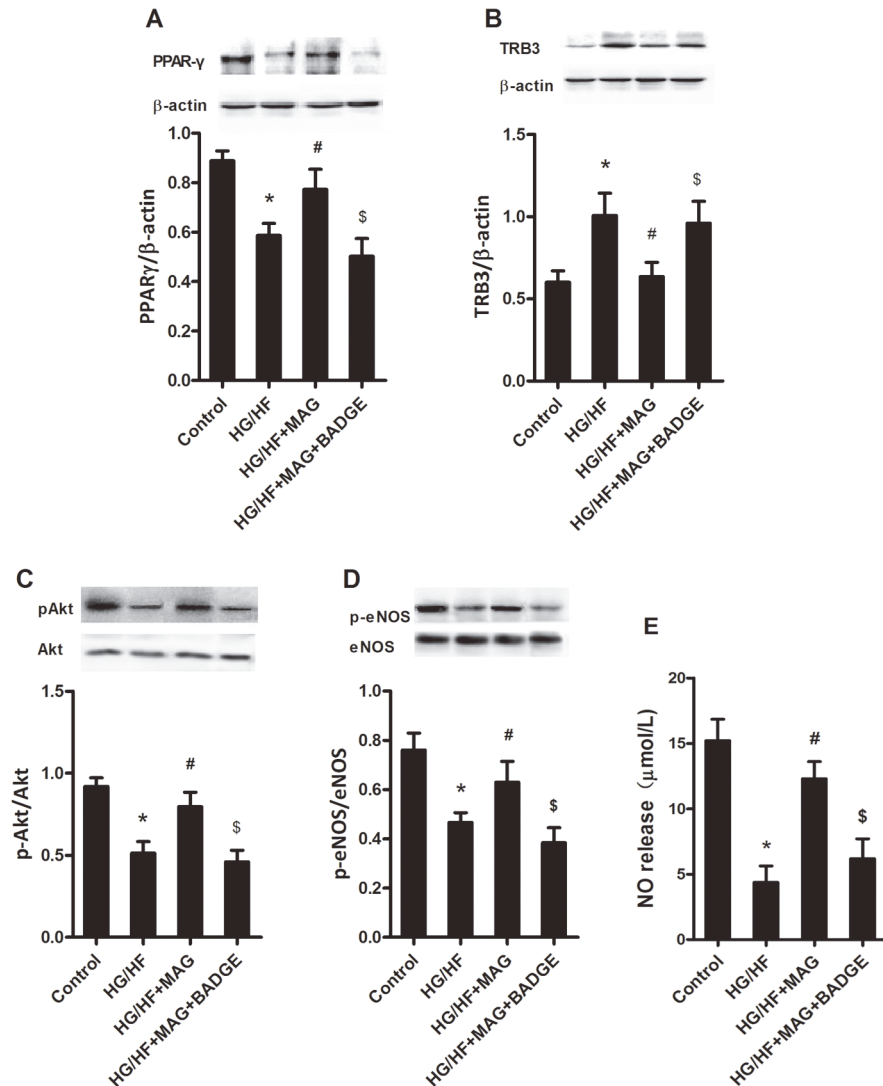 A
PPAR-γ
β-actin
PPARγ/β-actin
1.0
0.8
0.6
0.4
0.2
0.0
*
#
$
Control
HG/HF
HG/HF+MAG
HG/HF+MAG+BADGE
B
TRB3
β-actin
TRB3/β-actin
1.5
1.0
0.5
0.0
*
#
$
Control
HG/HF
HG/HF+MAG
HG/HF+MAG+BADGE
C
pAkt
Akt
p-Akt/Akt
1.5
1.0
0.5
0.0
*
#
$
Control
HG/HF
HG/HF+MAG
HG/HF+MAG+BADGE
D
p-eNOS
eNOS
p-eNOS/eNOS
0.8
0.6
0.4
0.2
0.0
*
#
$
Control
HG/HF
HG/HF+MAG
HG/HF+MAG+BADGE
E
NO release (μmol/L)
20
15
10
5
0
*
#
$
Control
HG/HF
HG/HF+MAG
HG/HF+MAG+BADGE